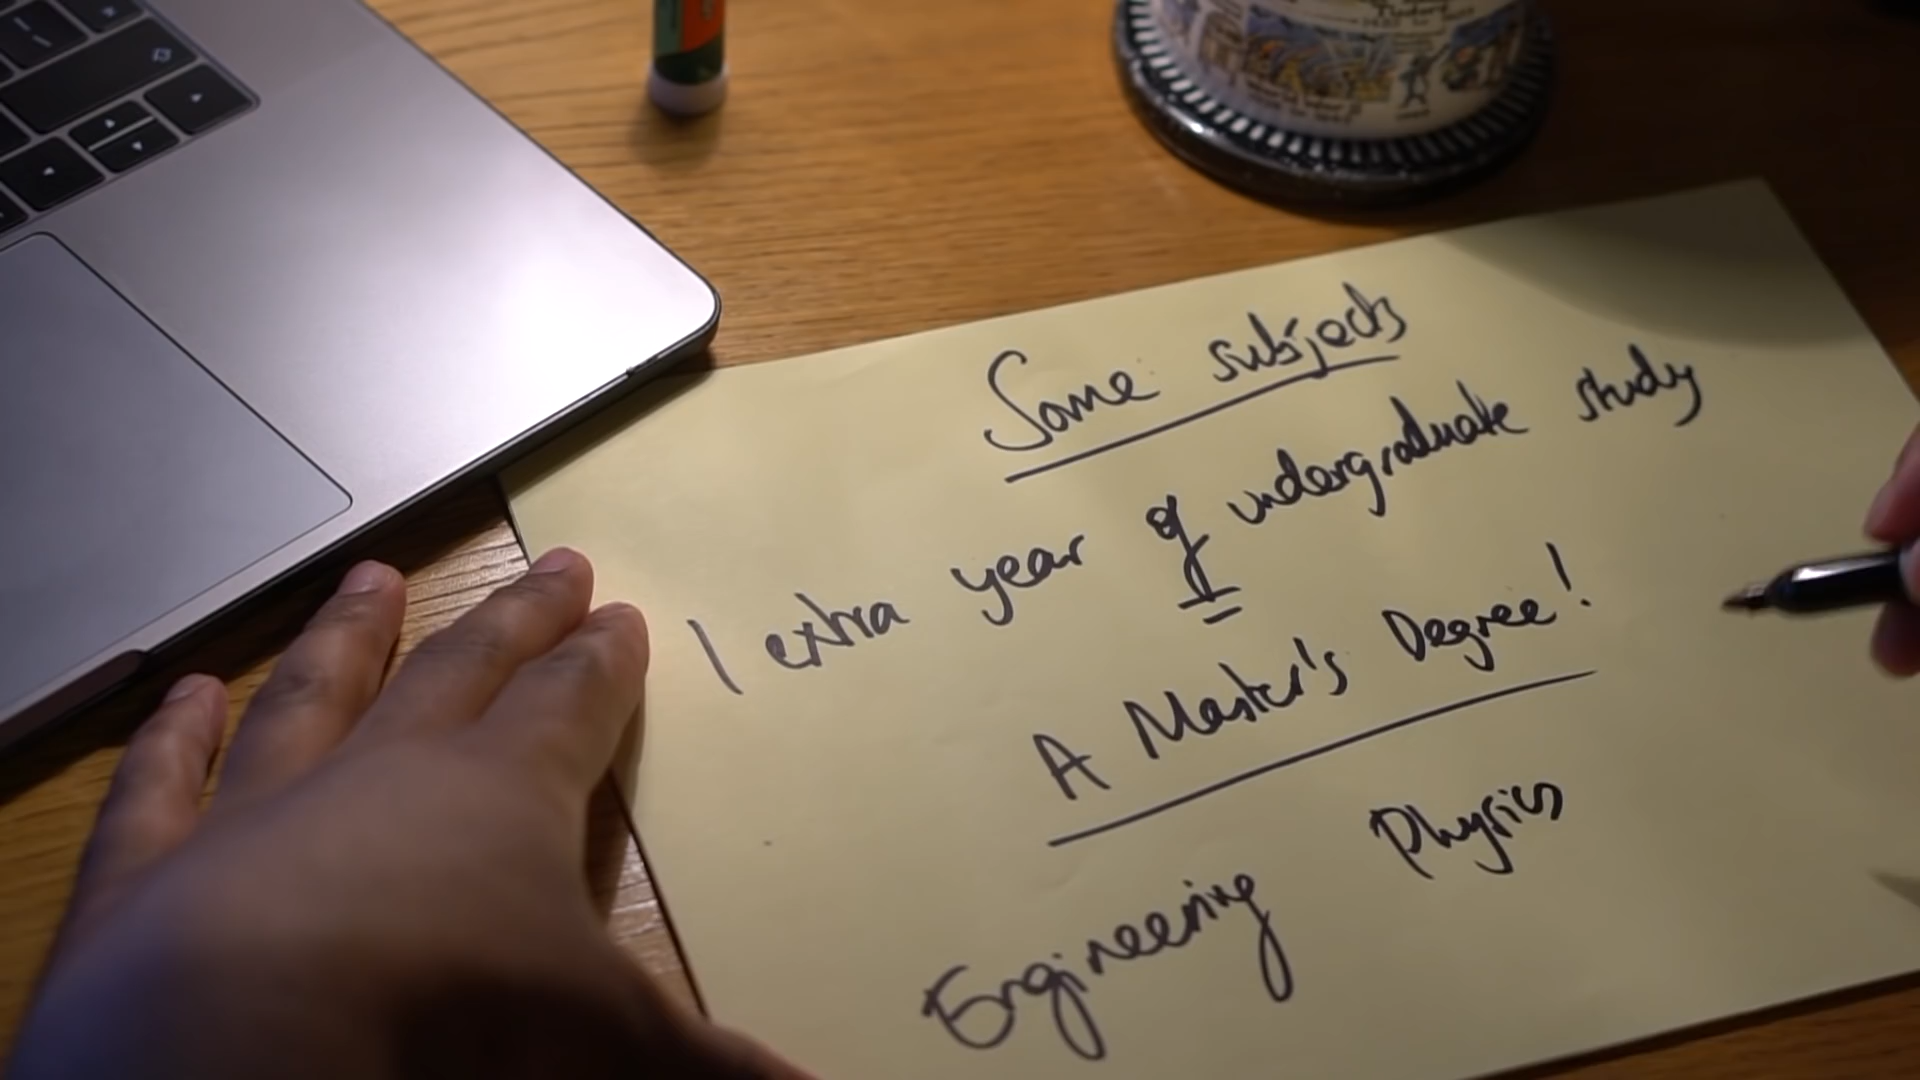 Some subjects
1 extra year of undergraduate study
=
A Master's Degree!
Engineering Physics